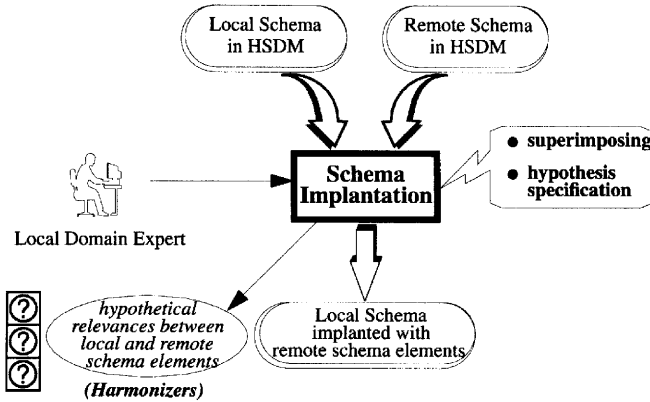 Local Schema
in HSDM
Remote Schema
in HSDM
Schema
Implantation
● superimposing
● hypothesis
specification
Local Domain Expert
?
?
?
hypothetical
relevances between
local and remote
schema elements
(Harmonizers)
Local Schema
implanted with
remote schema elements